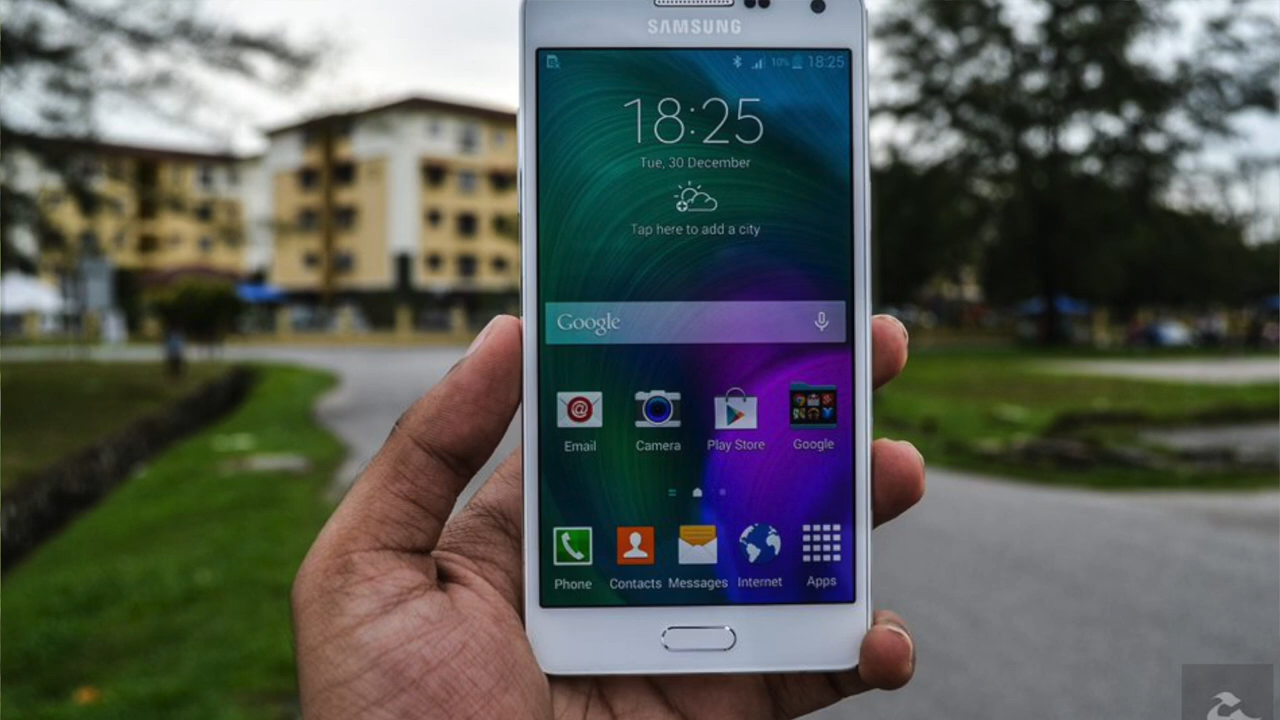 SAMSUNG
10% 18:25
18:25
Tue, 30 December
Tap here to add a city
Google
Email Camera Play Store Google
Phone Contacts Messages Internet Apps